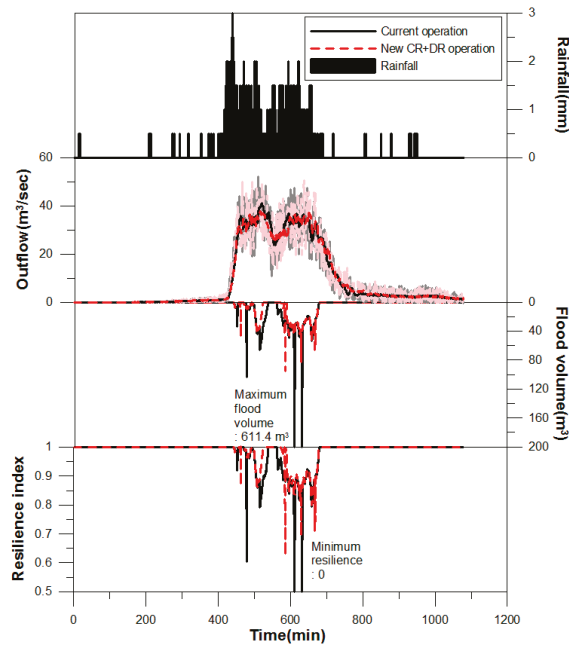 Current operation
New CR+DR operation
Rainfall
3
2
1
0
Rainfall(mm)
60
40
20
0
Outflow(m³/sec)
0
40
80
120
160
200
Flood volume(m³)
Maximum
flood
volume
: 611.4 m³
1
0.9
0.8
0.7
0.6
0.5
Resilience index
Minimum
resilience
: 0
0 200 400 600 800 1000 1200
Time(min)